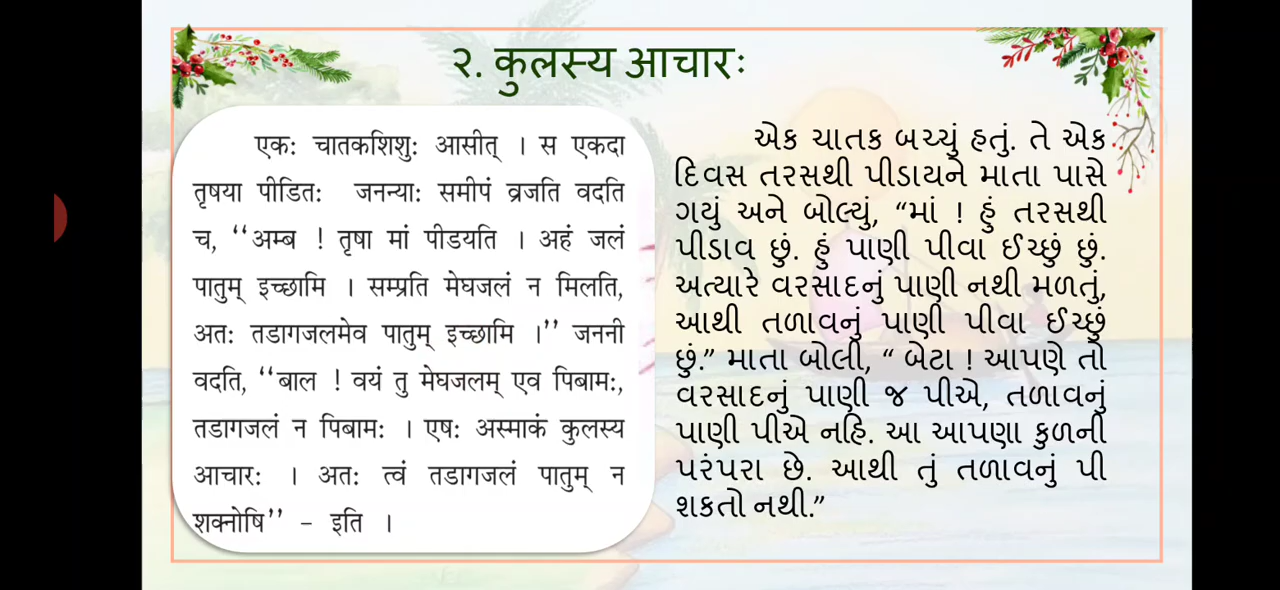 ૨. कुलस्य आचारः
एकः चातकशिशुः आसीत् । स एकदा
तृषया पीडितः जनन्याः समीपं व्रजति वदति
च, ‘‘अम्ब ! तृषा मां पीडयति । अहं जलं
पातुम् इच्छामि । सम्प्रति मेघजलं न मिलति,
अतः तडागजलमेव पातुम् इच्छामि ।’’ जननी
वदति, ‘‘बाल ! वयं तु मेघजलम् एव पिबामः,
तडागजलं न पिबामः । एषः अस्माकं कुलस्य
आचारः । अतः त्वं तडागजलं पातुम् न
शक्नोषि’’ – इति ।
એક ચાતક બચ્ચું હતું. તે એક
દિવસ તરસથી પીડાયને માતા પાસે
ગયું અને બોલ્યું, “માં ! હું તરસથી
પીડાવ છું. હું પાણી પીવા ઈચ્છું છું.
અત્યારે વરસાદનું પાણી નથી મળતું,
આથી તળાવનું પાણી પીવા ઈચ્છું
છું.” માતા બોલી, “ બેટા ! આપણે તો
વરસાદનું પાણી જ પીએ, તળાવનું
પાણી પીએ નહિ. આ આપણા કુળની
પરંપરા છે. આથી તું તળાવનું પી
શકતો નથી.”